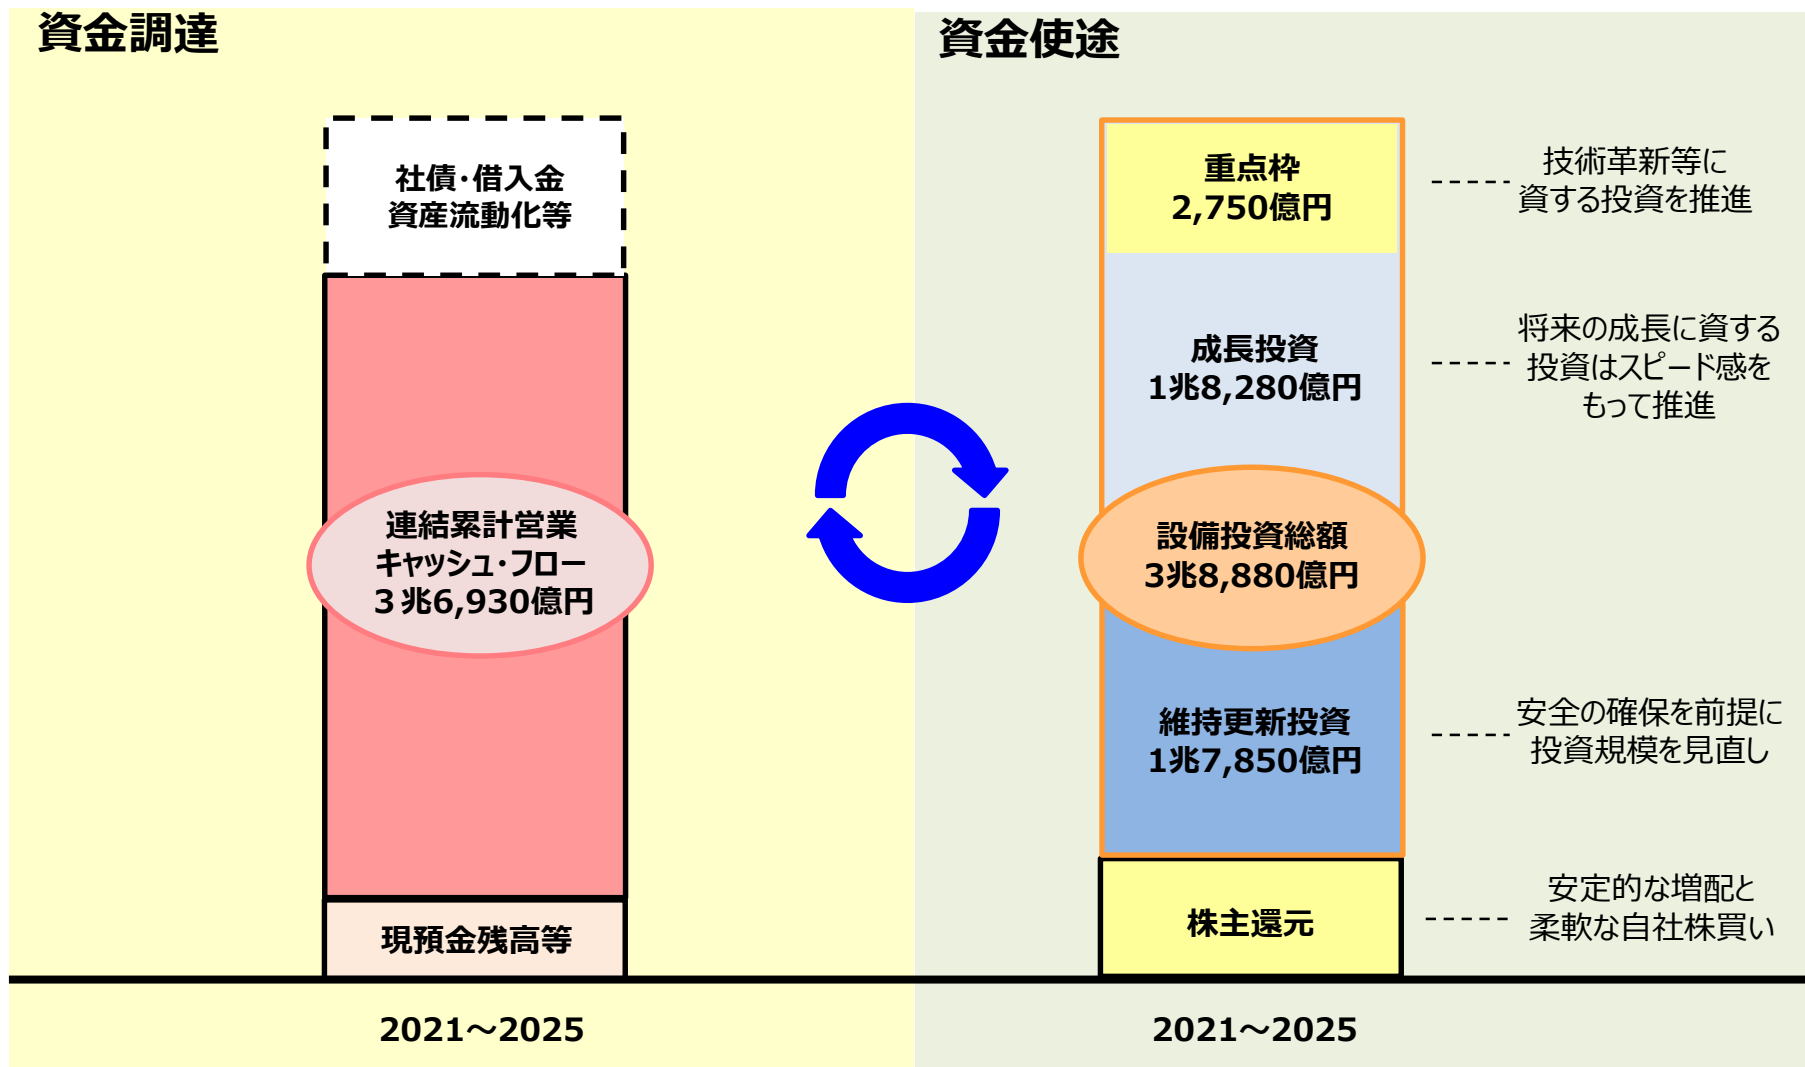 資金調達
社債･借入金
資産流動化等
連結累計営業
キャッシュ･フロー
３兆6,930億円
現預金残高等
2021～2025
資金使途
重点枠
2,750億円
技術革新等に
資する投資を推進
成長投資
1兆8,280億円
将来の成長に資する
投資はスピード感を
もって推進
設備投資総額
3兆8,880億円
維持更新投資
1兆7,850億円
安全の確保を前提に
投資規模を見直し
株主還元
安定的な増配と
柔軟な自社株買い
2021～2025